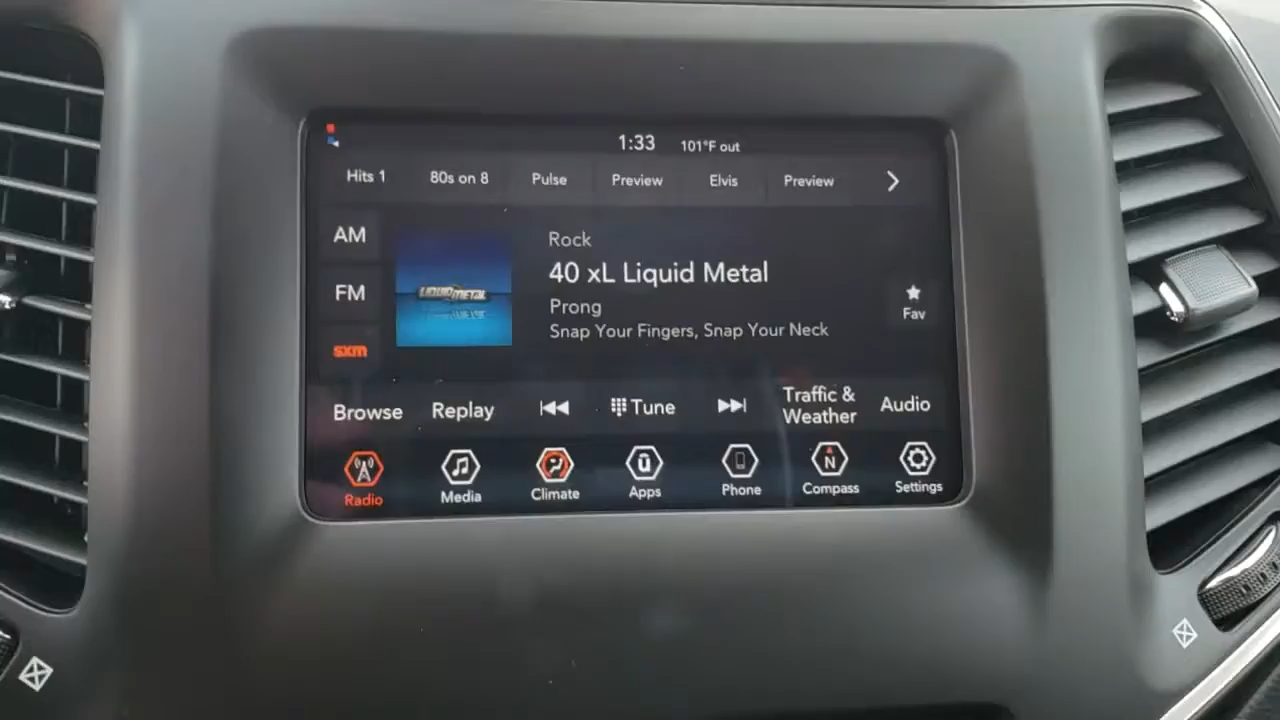 1:33 101°F out
Hits 1 80s on 8 Pulse Preview Elvis Preview
AM
FM
sxm
LIQUID METAL
Rock
40 xL Liquid Metal
Prong
Snap Your Fingers, Snap Your Neck
Fav
Browse Replay Tune Traffic & Weather Audio
N
Radio Media Climate Apps Phone Compass Settings